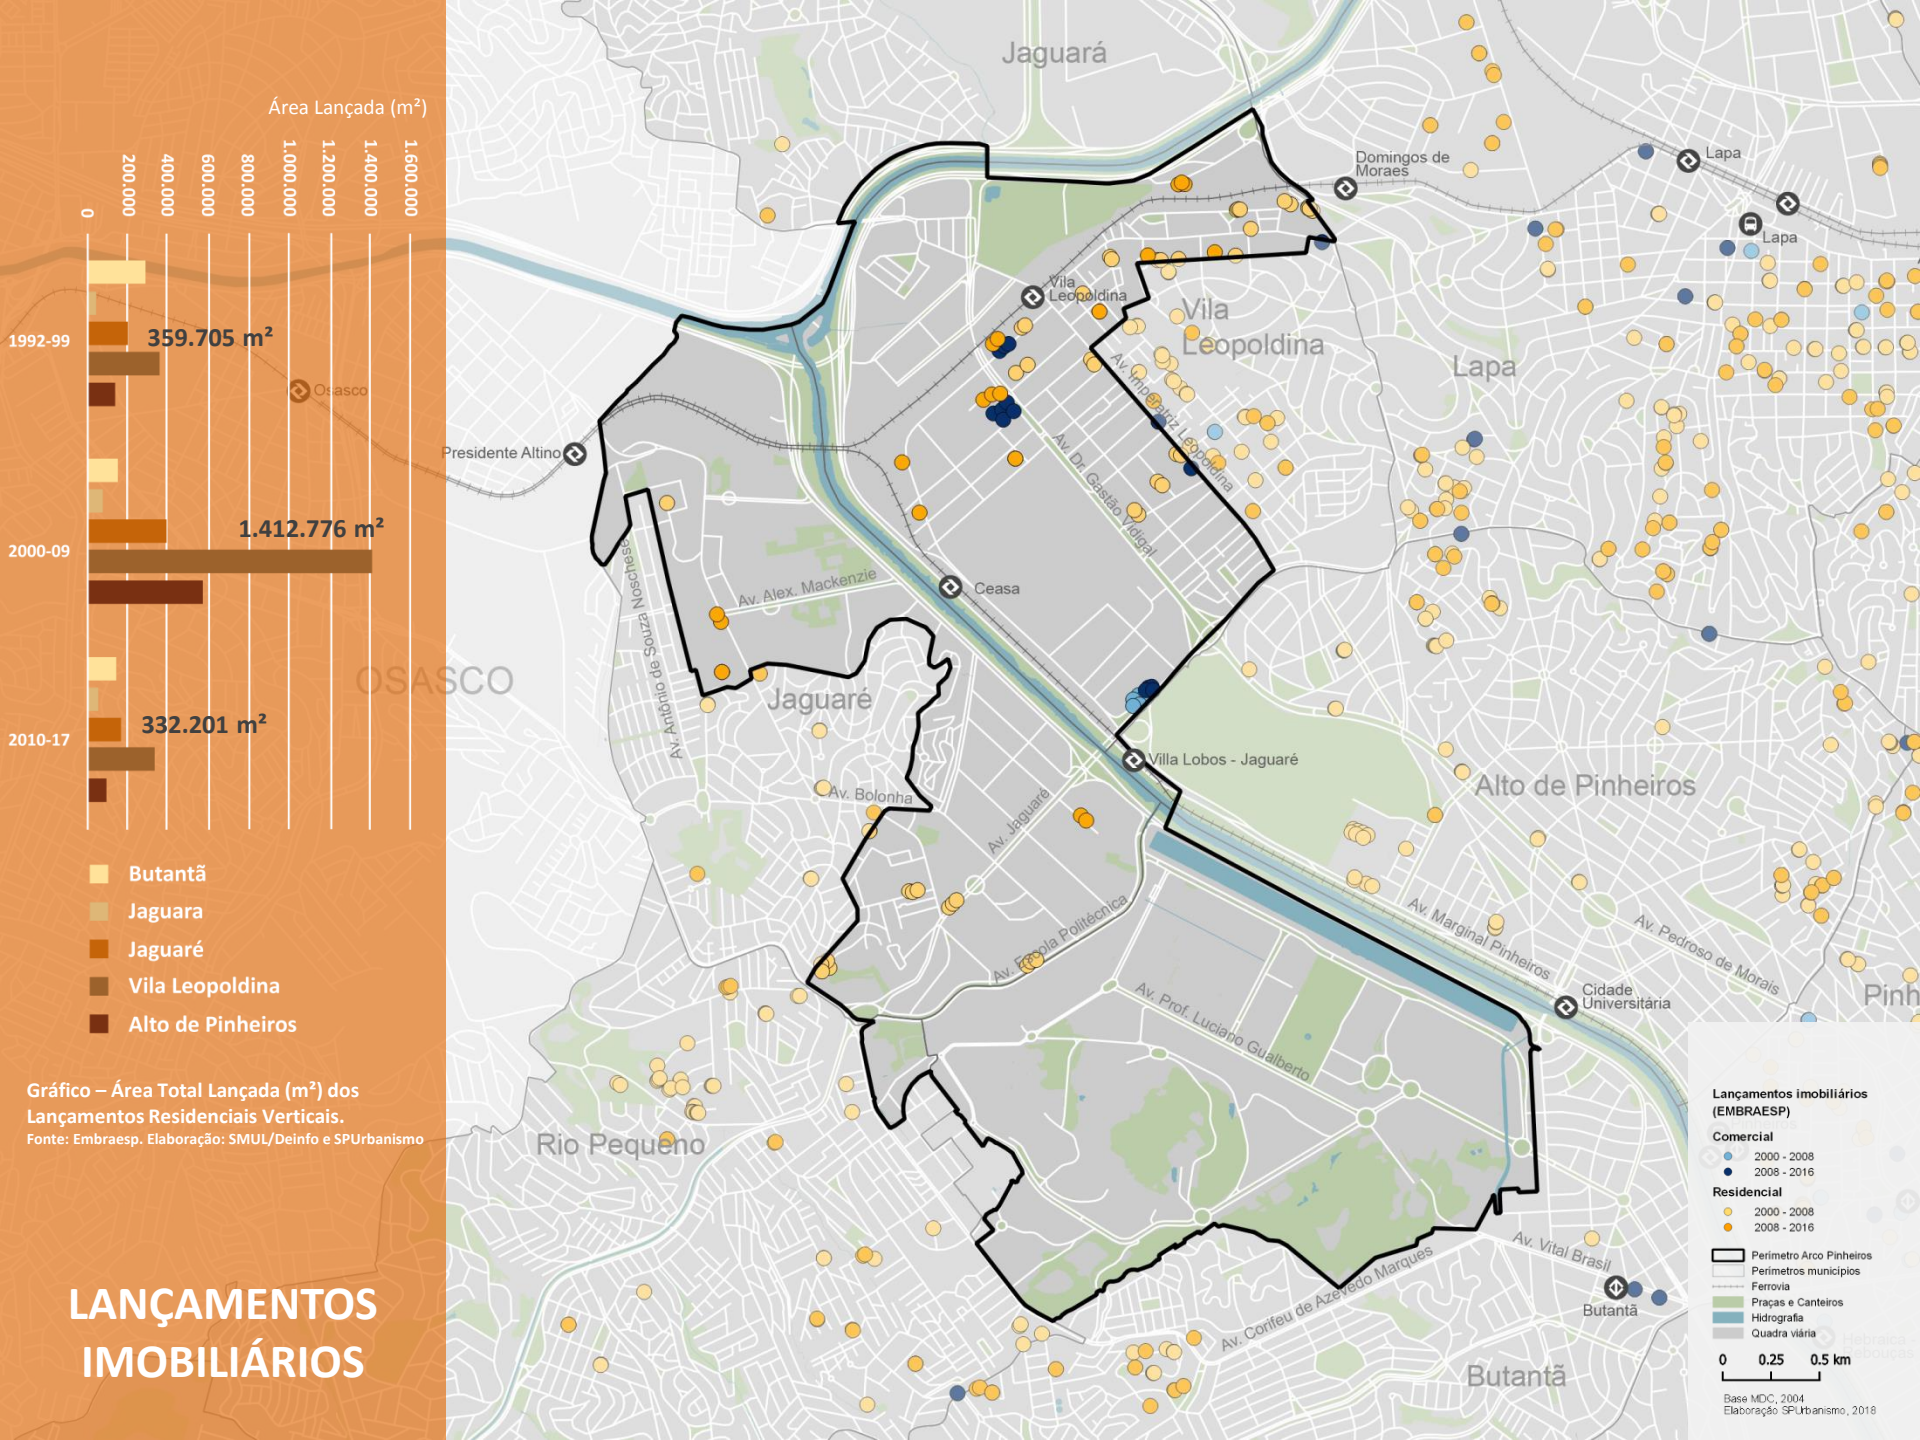 Área Lançada (m²)
0
200.000
400.000
600.000
800.000
1.000.000
1.200.000
1.400.000
1.600.000
1992-99
359.705 m²
2000-09
1.412.776 m²
2010-17
332.201 m²
Butantã
Jaguara
Jaguaré
Vila Leopoldina
Alto de Pinheiros
Gráfico – Área Total Lançada (m²) dos
Lançamentos Residenciais Verticais.
Fonte: Embraesp. Elaboração: SMUL/Deinfo e SPUrbanismo
LANÇAMENTOS
IMOBILIÁRIOS
Jaguará
Domingos de
Moraes
Lapa
Lapa
Vila
Leopoldina
Vila
Leopoldina
Lapa
Osasco
Presidente Altino
Av. Imperatriz Leopoldina
Av. Dr. Gastão Vidigal
Av. Alex. Mackenzie
Ceasa
Av. Antônio de Souza Noschese
OSASCO
Jaguaré
Villa Lobos - Jaguaré
Alto de Pinheiros
Av. Bolonha
Av. Jaguaré
Av. Escola Politécnica
Av. Marginal Pinheiros
Av. Pedroso de Morais
Cidade
Universitária
Pinh
Av. Prof. Luciano Gualberto
Rio Pequeno
Av. Corifeu de Azevedo Marques
Av. Vital Brasil
Butantã
Butantã
Lançamentos imobiliários
(EMBRAESP)
Comercial
2000 - 2008
2008 - 2016
Residencial
2000 - 2008
2008 - 2016
Perímetro Arco Pinheiros
Perímetros municípios
Ferrovia
Praças e Canteiros
Hidrografia
Quadra viária
0 0.25 0.5 km
Base MDC, 2004
Elaboração SPUrbanismo, 2018